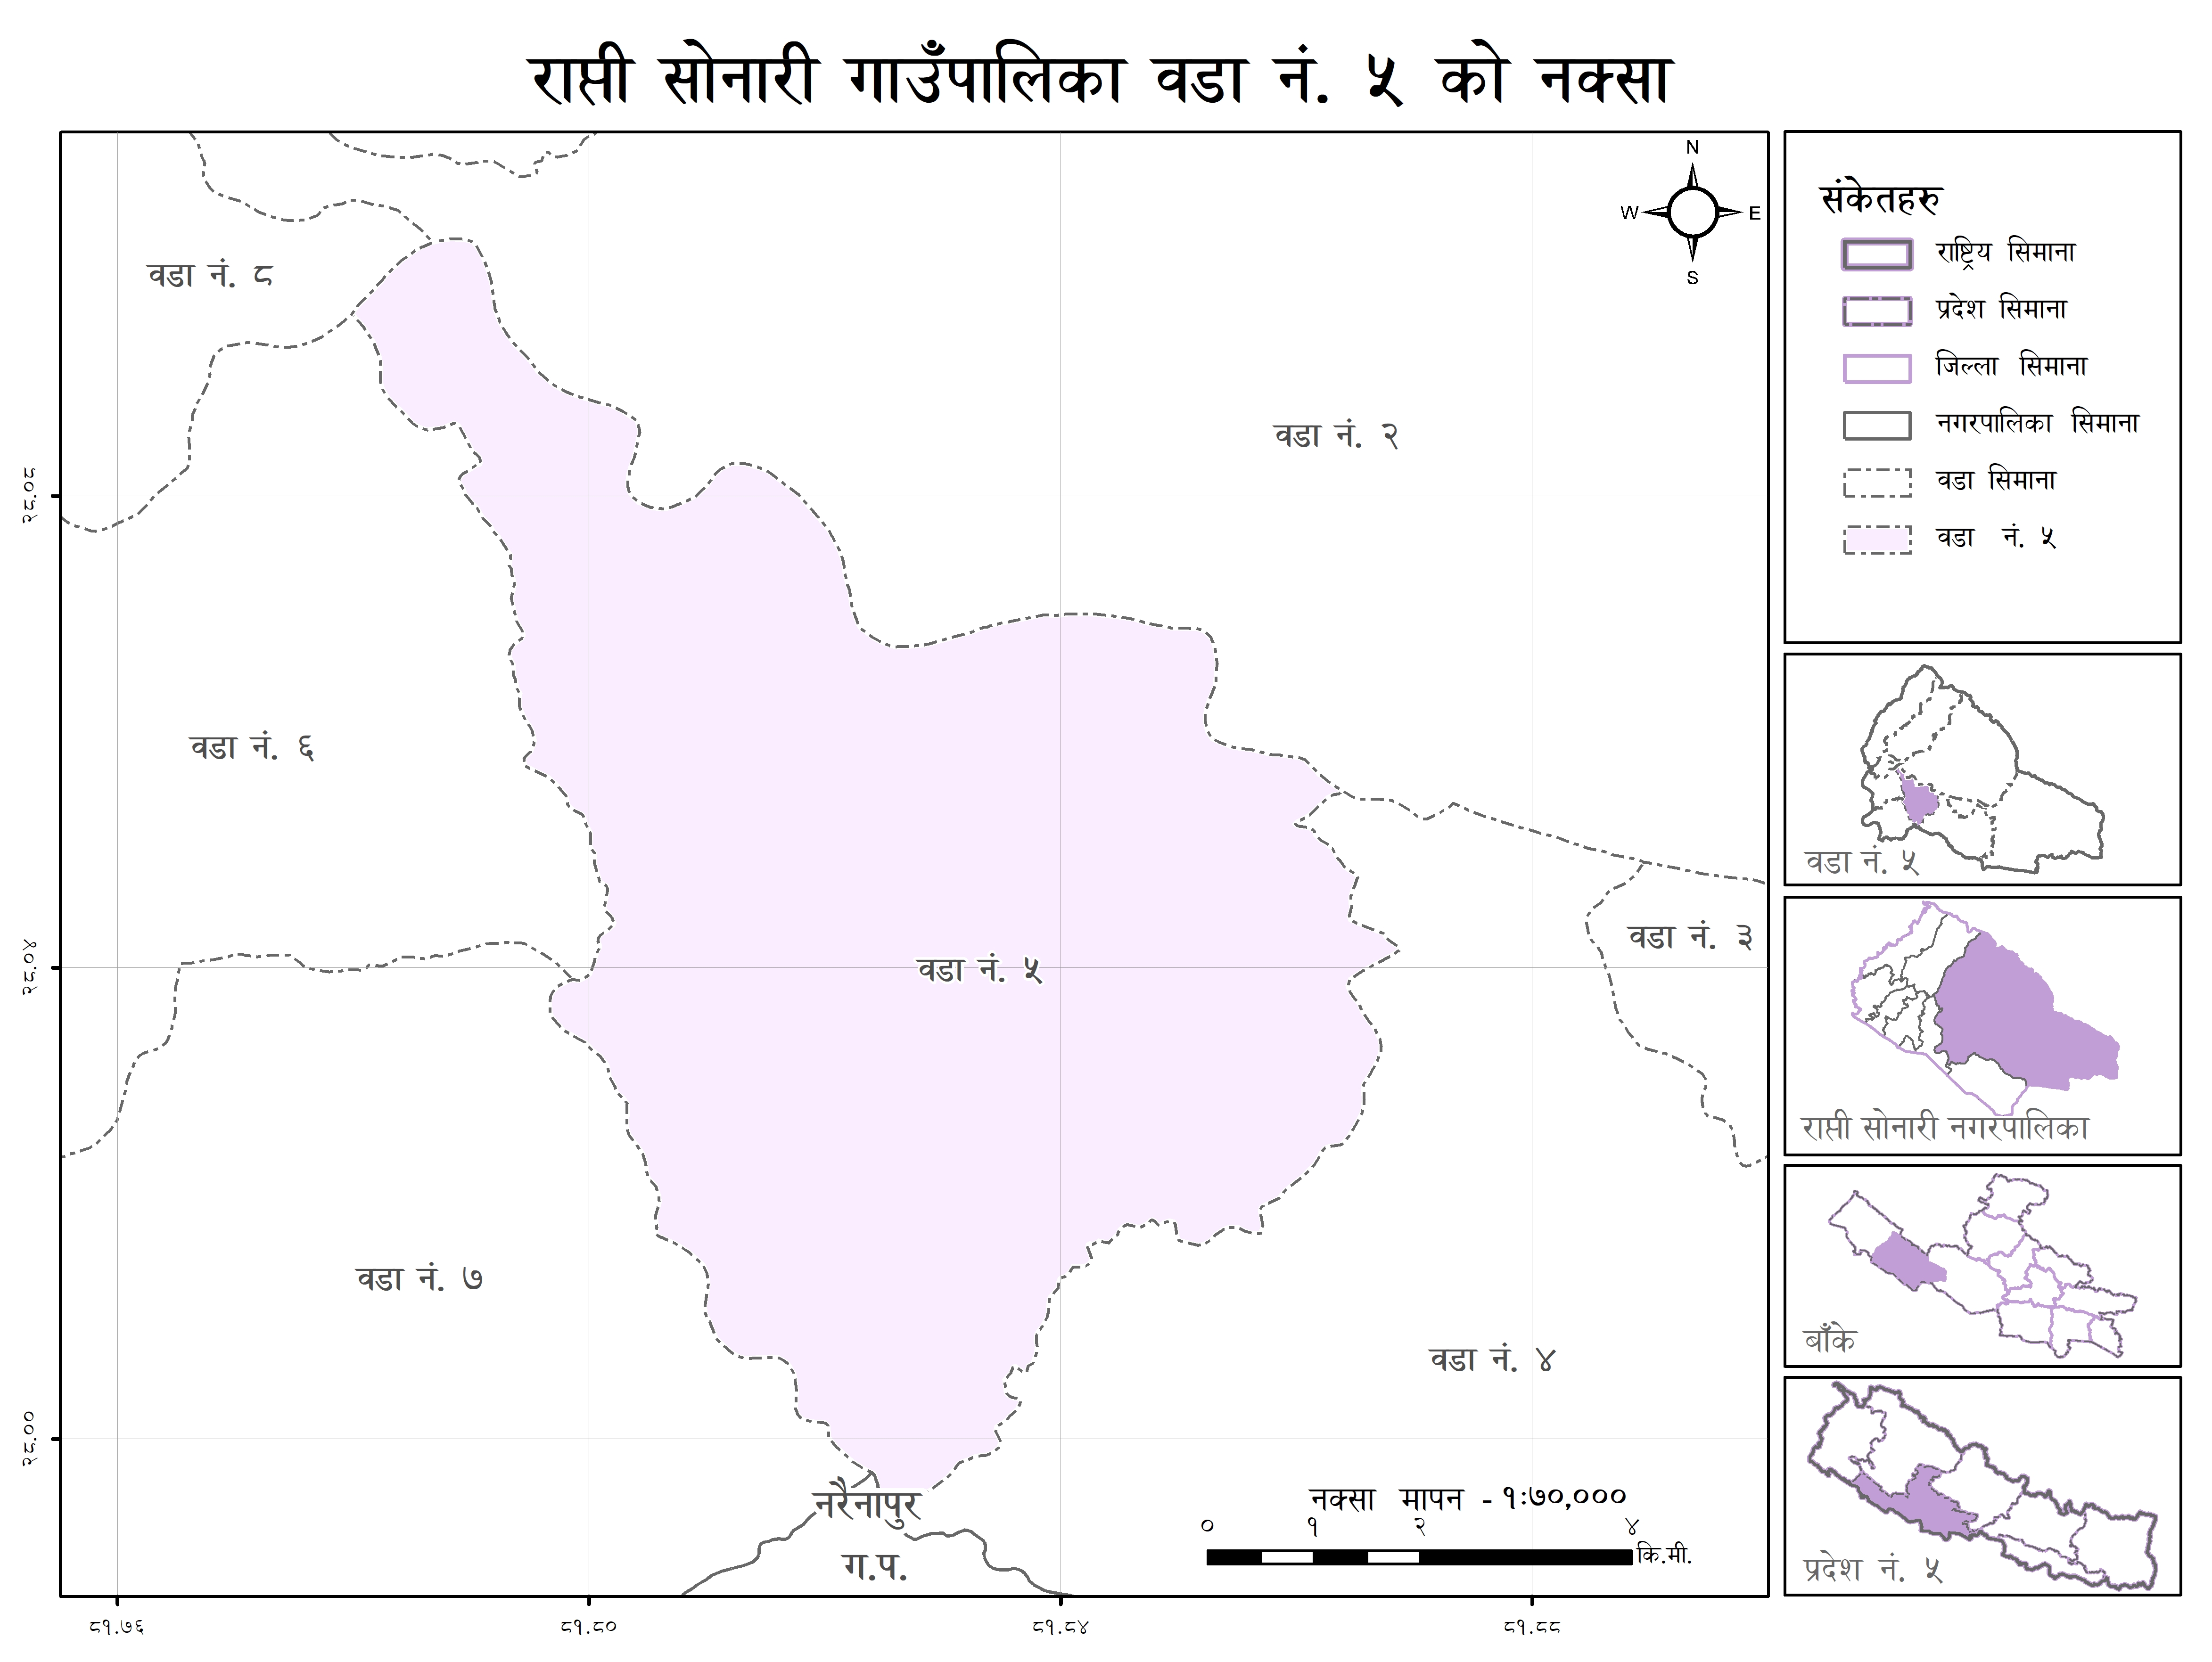 राप्ती सोनारी गाउँपालिका वडा नं. ५ को नक्सा
N
W E
S
वडा नं. ८
वडा नं. २
वडा नं. ६
वडा नं. ३
वडा नं. ५
वडा नं. ७
वडा नं. ४
नरैनापुर
ग.प.
नक्सा मापन - १:७०,०००
० १ २ ४
कि.मी.
२८.०८
२८.०४
२८.००
८१.७६ ८१.८० ८१.८४ ८१.८८
संकेतहरु
राष्ट्रिय सिमाना
प्रदेश सिमाना
जिल्ला सिमाना
नगरपालिका सिमाना
वडा सिमाना
वडा नं. ५
वडा नं. ५
राप्ती सोनारी नगरपालिका
बाँके
प्रदेश नं. ५